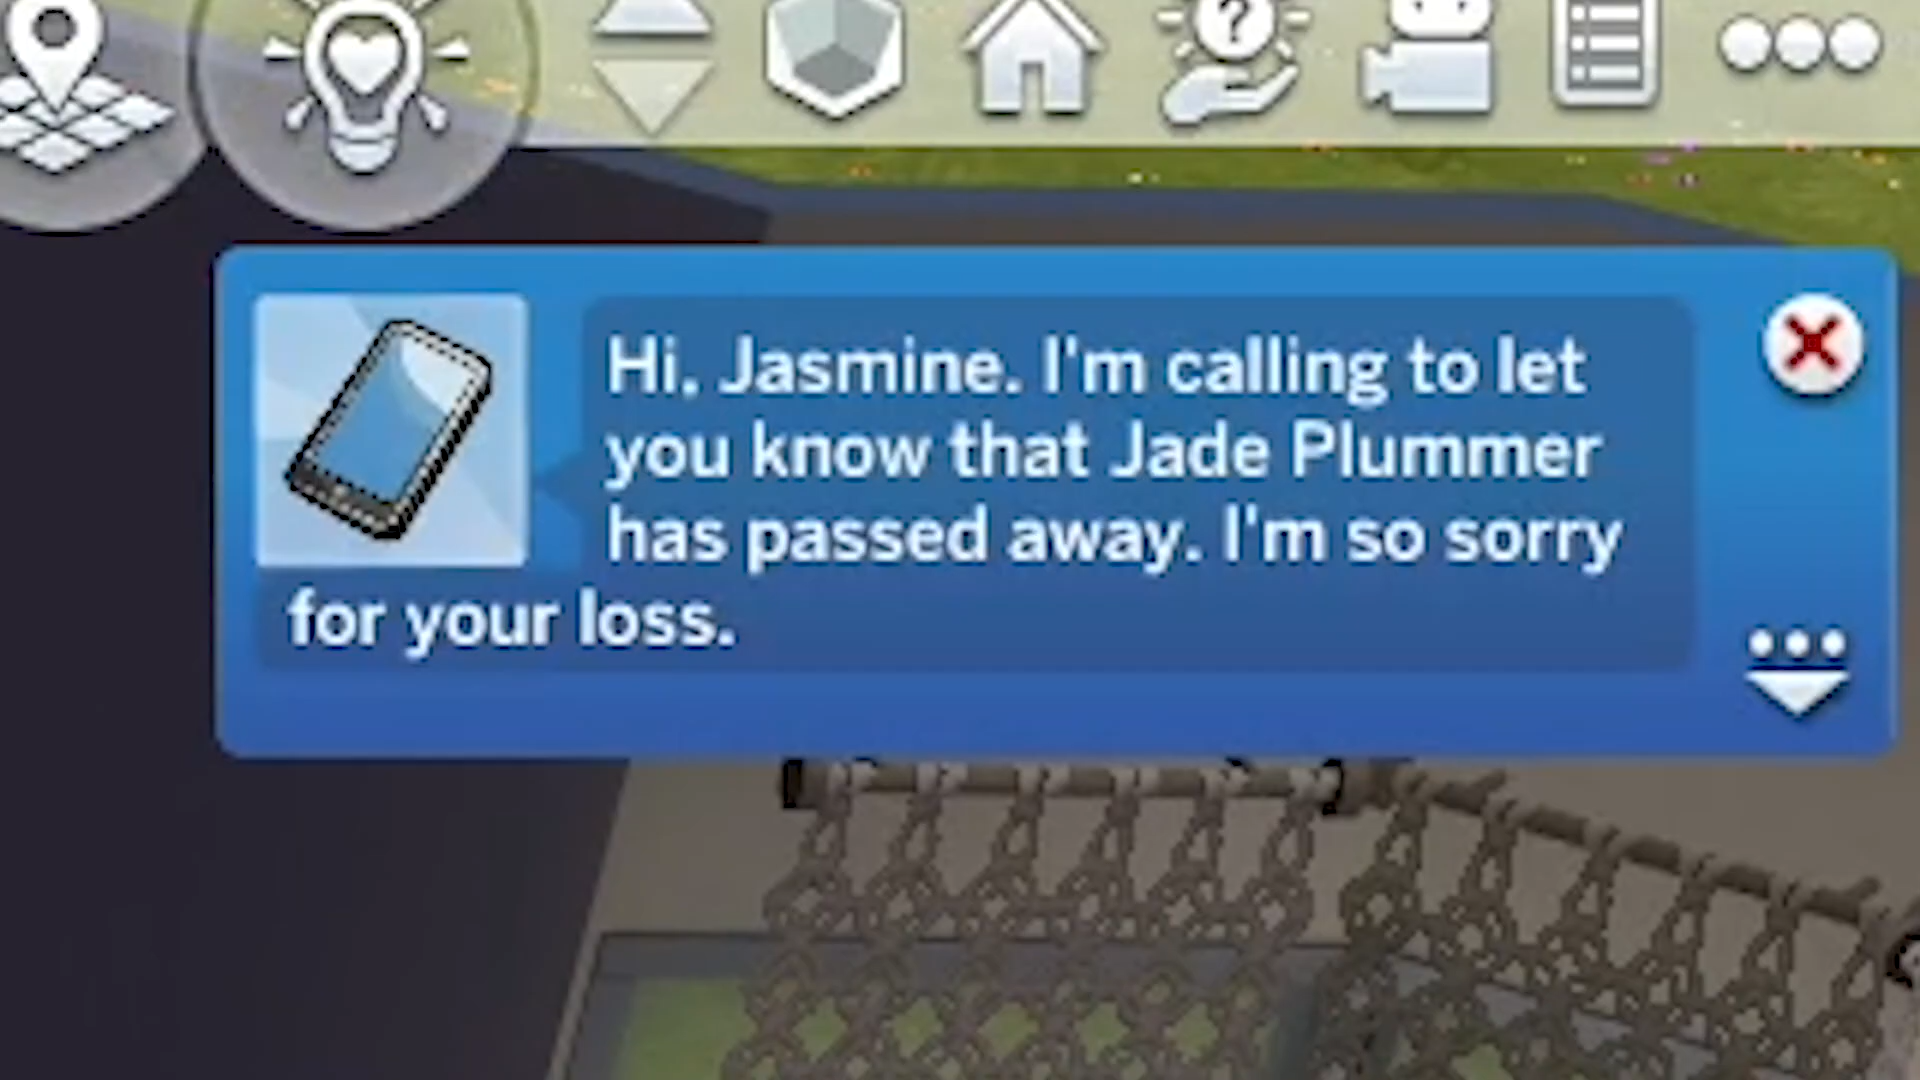 Hi, Jasmine. I'm calling to let
you know that Jade Plummer
has passed away. I'm so sorry
for your loss.